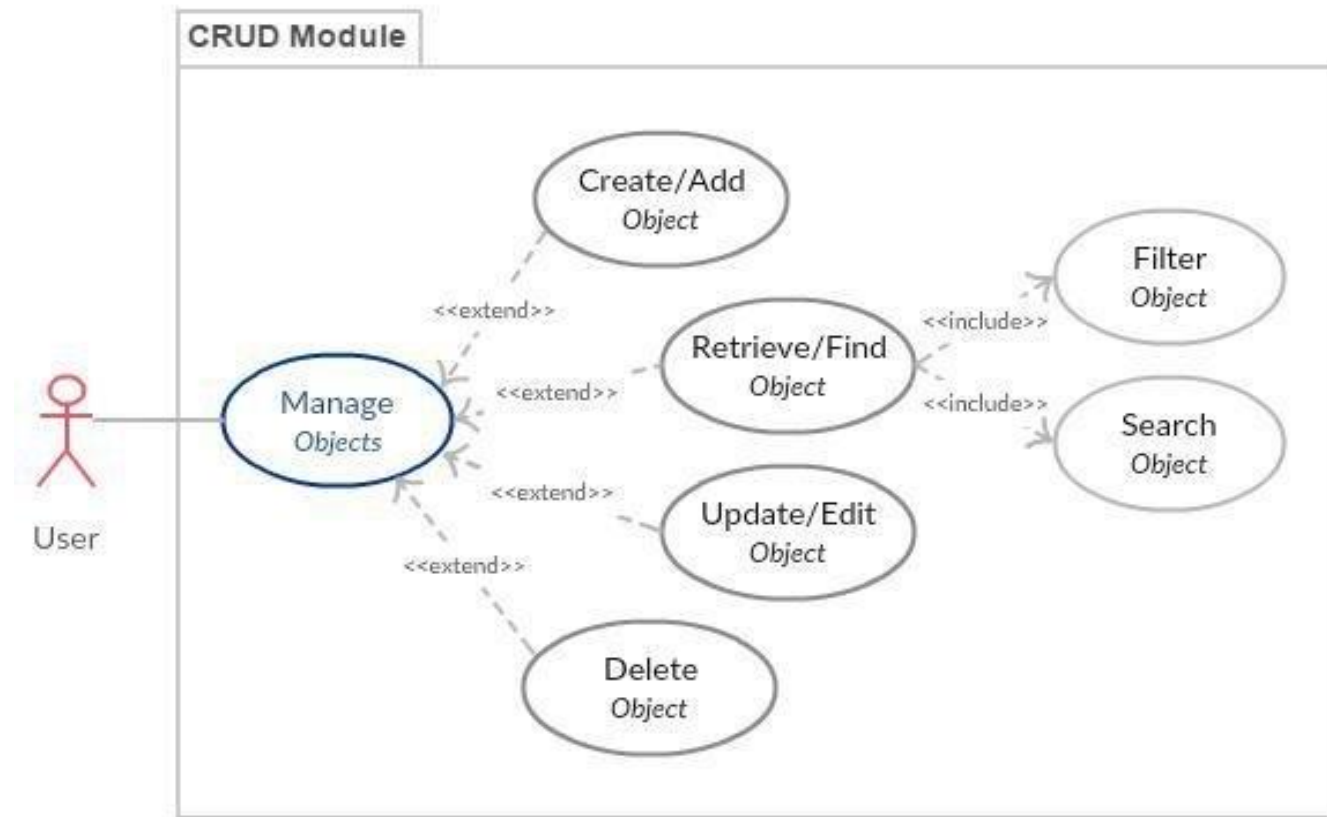 CRUD Module
Create/Add
Object
<<extend>>
Filter
Object
<<include>>
Retrieve/Find
Object
<<extend>>
Manage
Objects
<<include>>
Search
Object
User
<<extend>>
Update/Edit
Object
<<extend>>
Delete
Object